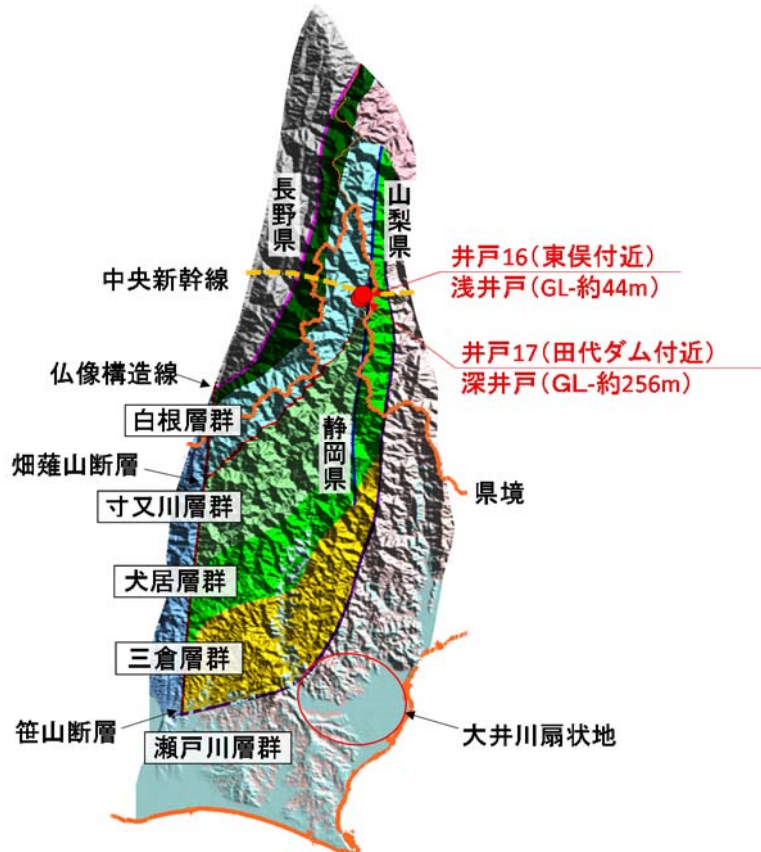 長野県
山梨県
中央新幹線
井戸16(東俣付近)
浅井戸(GL-約44m)
井戸17(田代ダム付近)
深井戸(GL-約256m)
仏像構造線
白根層群
静岡県
畑薙山断層
県境
寸又川層群
犬居層群
三倉層群
笹山断層
瀬戸川層群
大井川扇状地